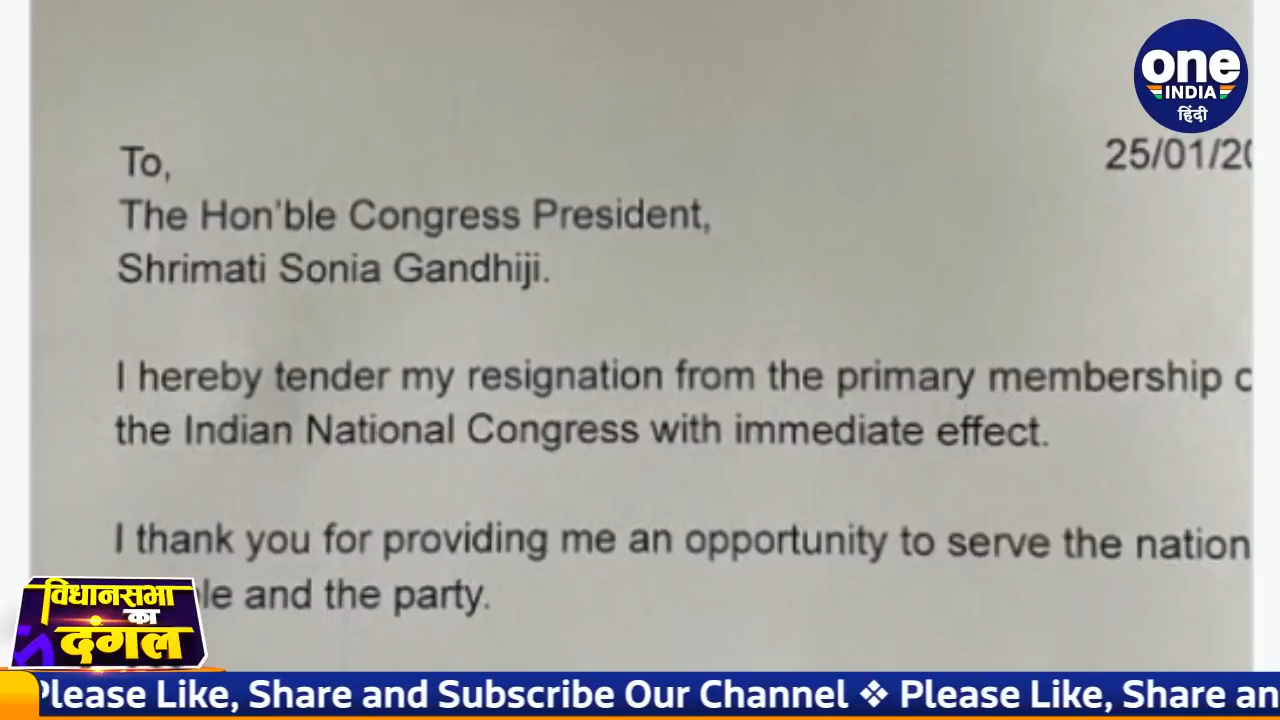 one
INDIA
हिंदी
25/01/20
To,
The Hon'ble Congress President,
Shrimati Sonia Gandhiji.
I hereby tender my resignation from the primary membership
the Indian National Congress with immediate effect.
I thank you for providing me an opportunity to serve the nation
and the party.
विधानसभा
का
दंगल
Please Like, Share and Subscribe Our Channel ❖ Please Like, Share an